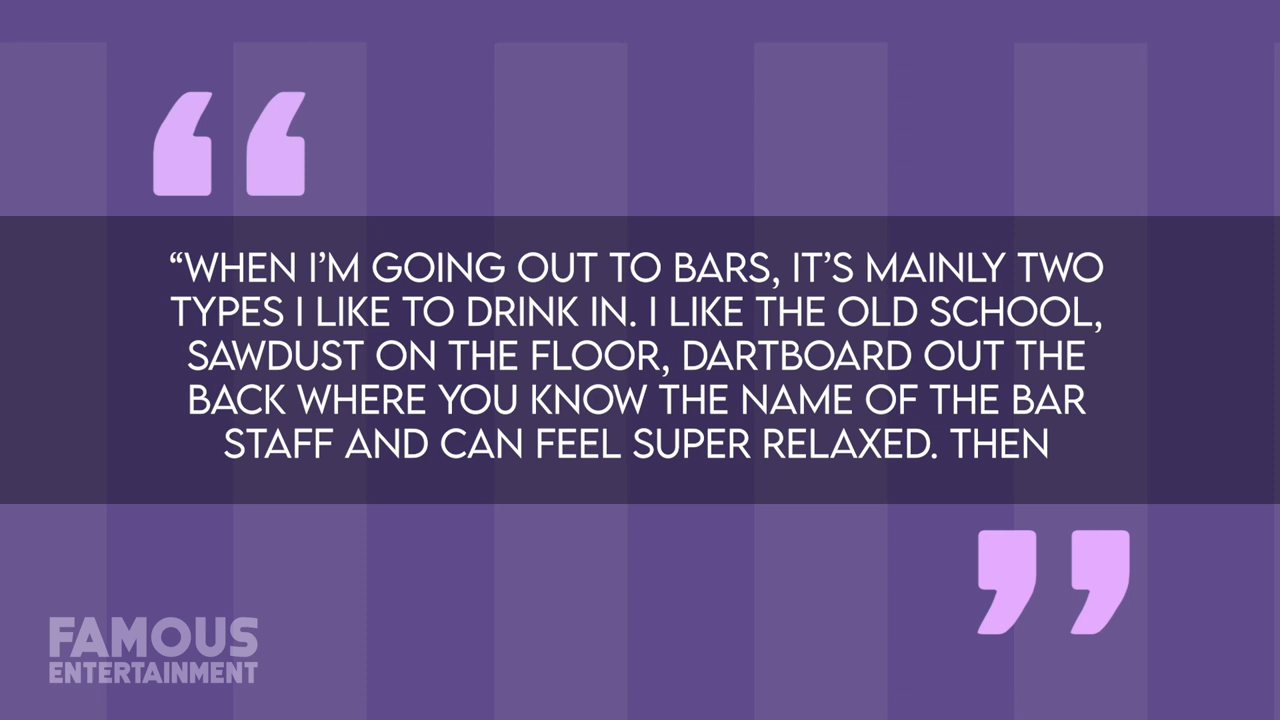 “WHEN I’M GOING OUT TO BARS, IT’S MAINLY TWO
TYPES I LIKE TO DRINK IN. I LIKE THE OLD SCHOOL,
SAWDUST ON THE FLOOR, DARTBOARD OUT THE
BACK WHERE YOU KNOW THE NAME OF THE BAR
STAFF AND CAN FEEL SUPER RELAXED. THEN
FAMOUS
ENTERTAINMENT